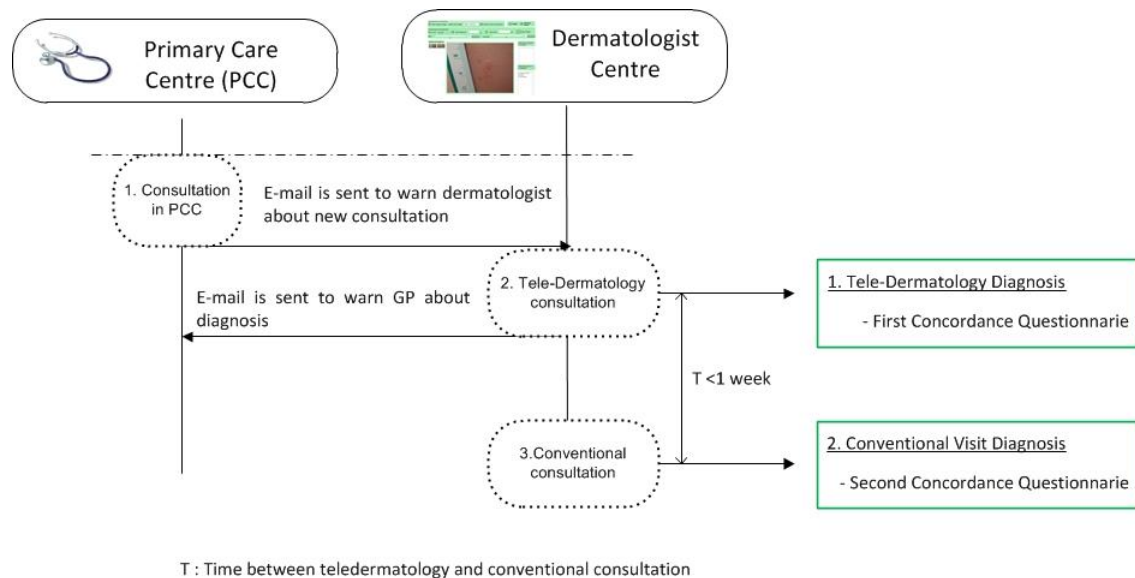 Primary Care
Centre (PCC)
Dermatologist
Centre
1. Consultation
in PCC
E-mail is sent to warn dermatologist
about new consultation
2. Tele-Dermatology
consultation
E-mail is sent to warn GP about
diagnosis
1. Tele-Dermatology Diagnosis
- First Concordance Questionnarie
T <1 week
3.Conventional
consultation
2. Conventional Visit Diagnosis
- Second Concordance Questionnarie
T : Time between teledermatology and conventional consultation